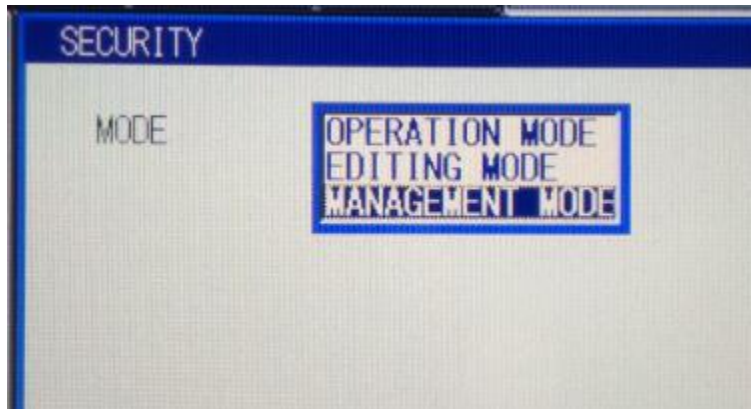 SECURITY
MODE
OPERATION MODE
EDITING MODE
MANAGEMENT MODE